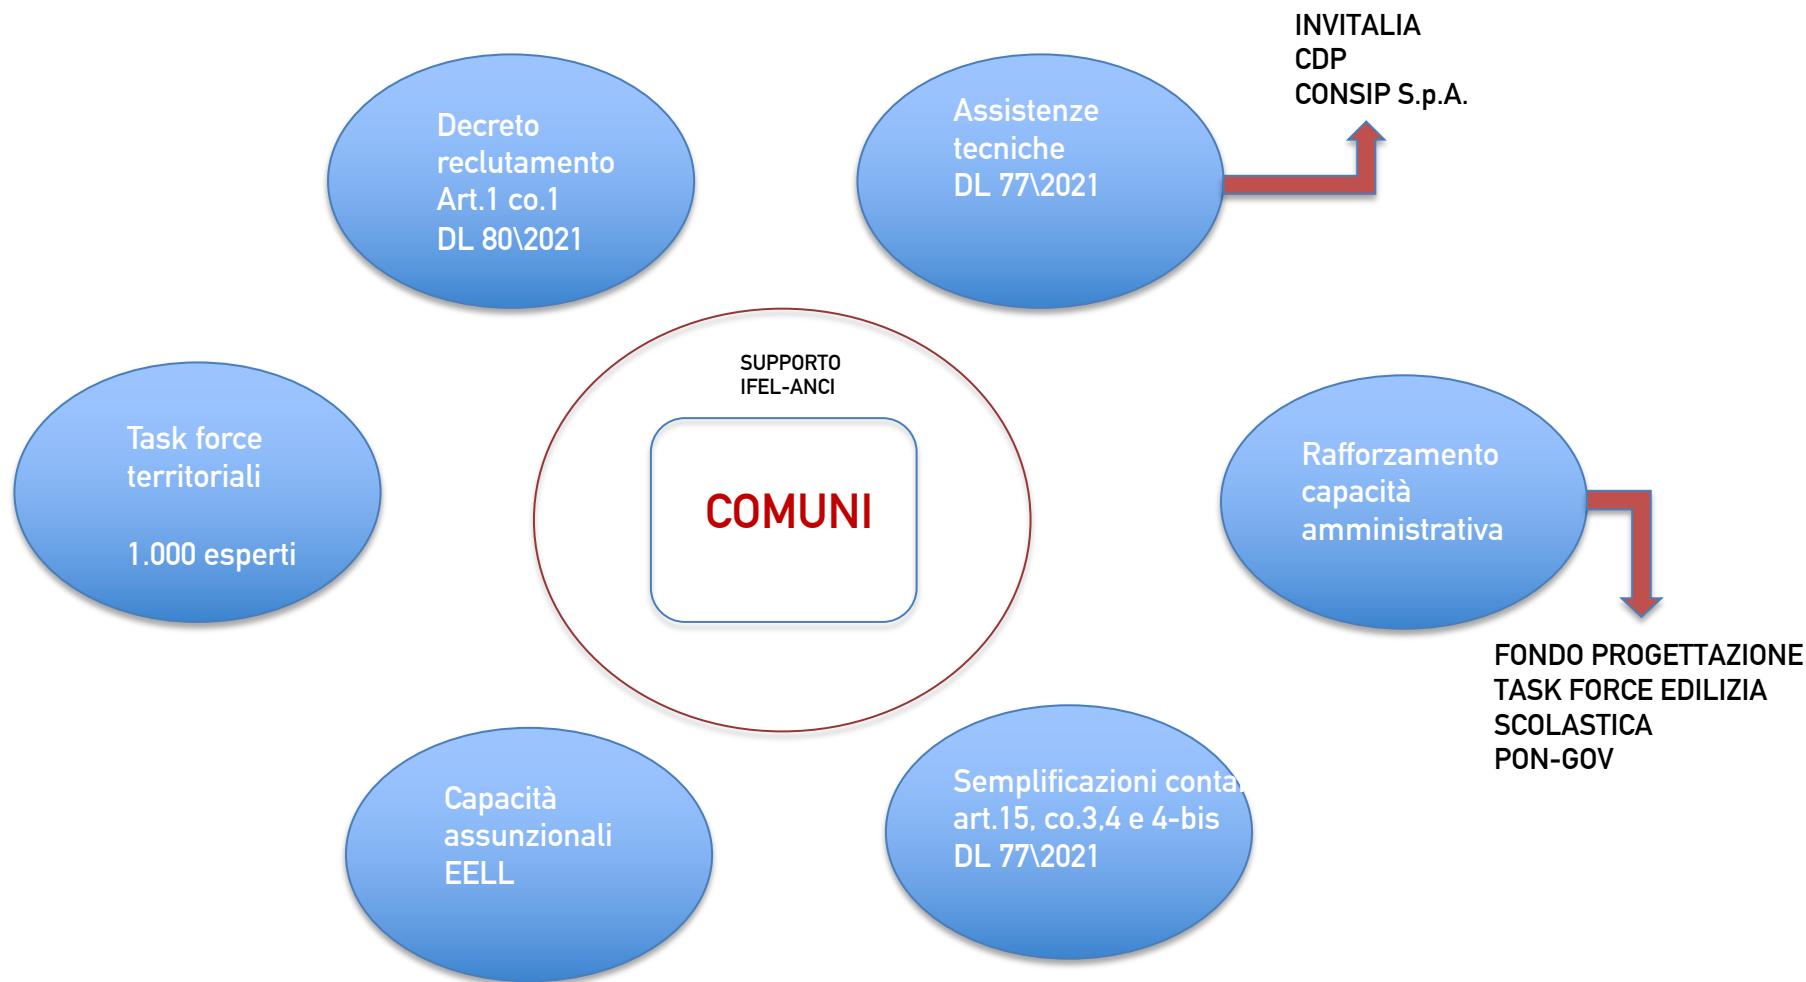 INVITALIA
CDP
CONSIP S.p.A.
Decreto
reclutamento
Art.1 co.1
DL 80\2021
Assistenze
tecniche
DL 77\2021
SUPPORTO
IFEL-ANCI
COMUNI
Task force
territoriali
1.000 esperti
Rafforzamento
capacità
amministrativa
FONDO PROGETTAZIONE
TASK FORCE EDILIZIA
SCOLASTICA
PON-GOV
Capacità
assunzionali
EELL
Semplificazioni
art.15, co.3,4 e 4-bis
DL 77\2021